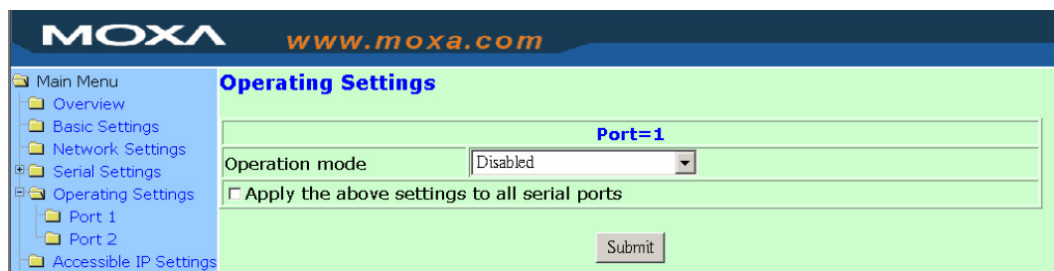 MOXA www.moxa.com
Main Menu
Overview
Basic Settings
Network Settings
Serial Settings
Operating Settings
Port 1
Port 2
Accessible IP Settings
Operating Settings
Port=1
Operation mode Disabled
Apply the above settings to all serial ports
Submit